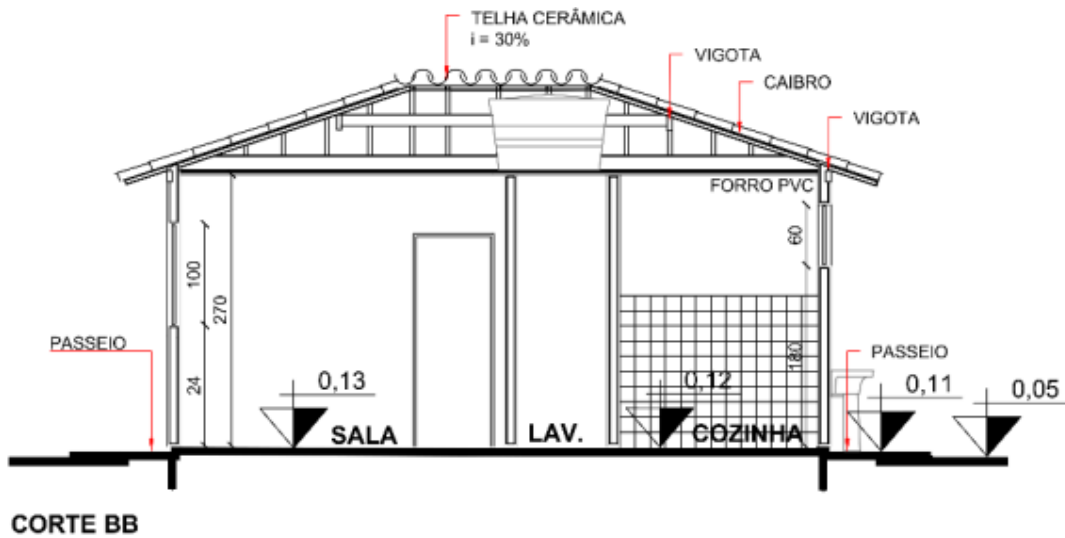 TELHA CERÂMICA
i = 30%
VIGOTA
CAIBRO
VIGOTA
FORRO PVC
60
100
270
PASSEIO
24
180
PASSEIO
0,13
0,12
0,11
0,05
SALA
LAV.
COZINHA
CORTE BB